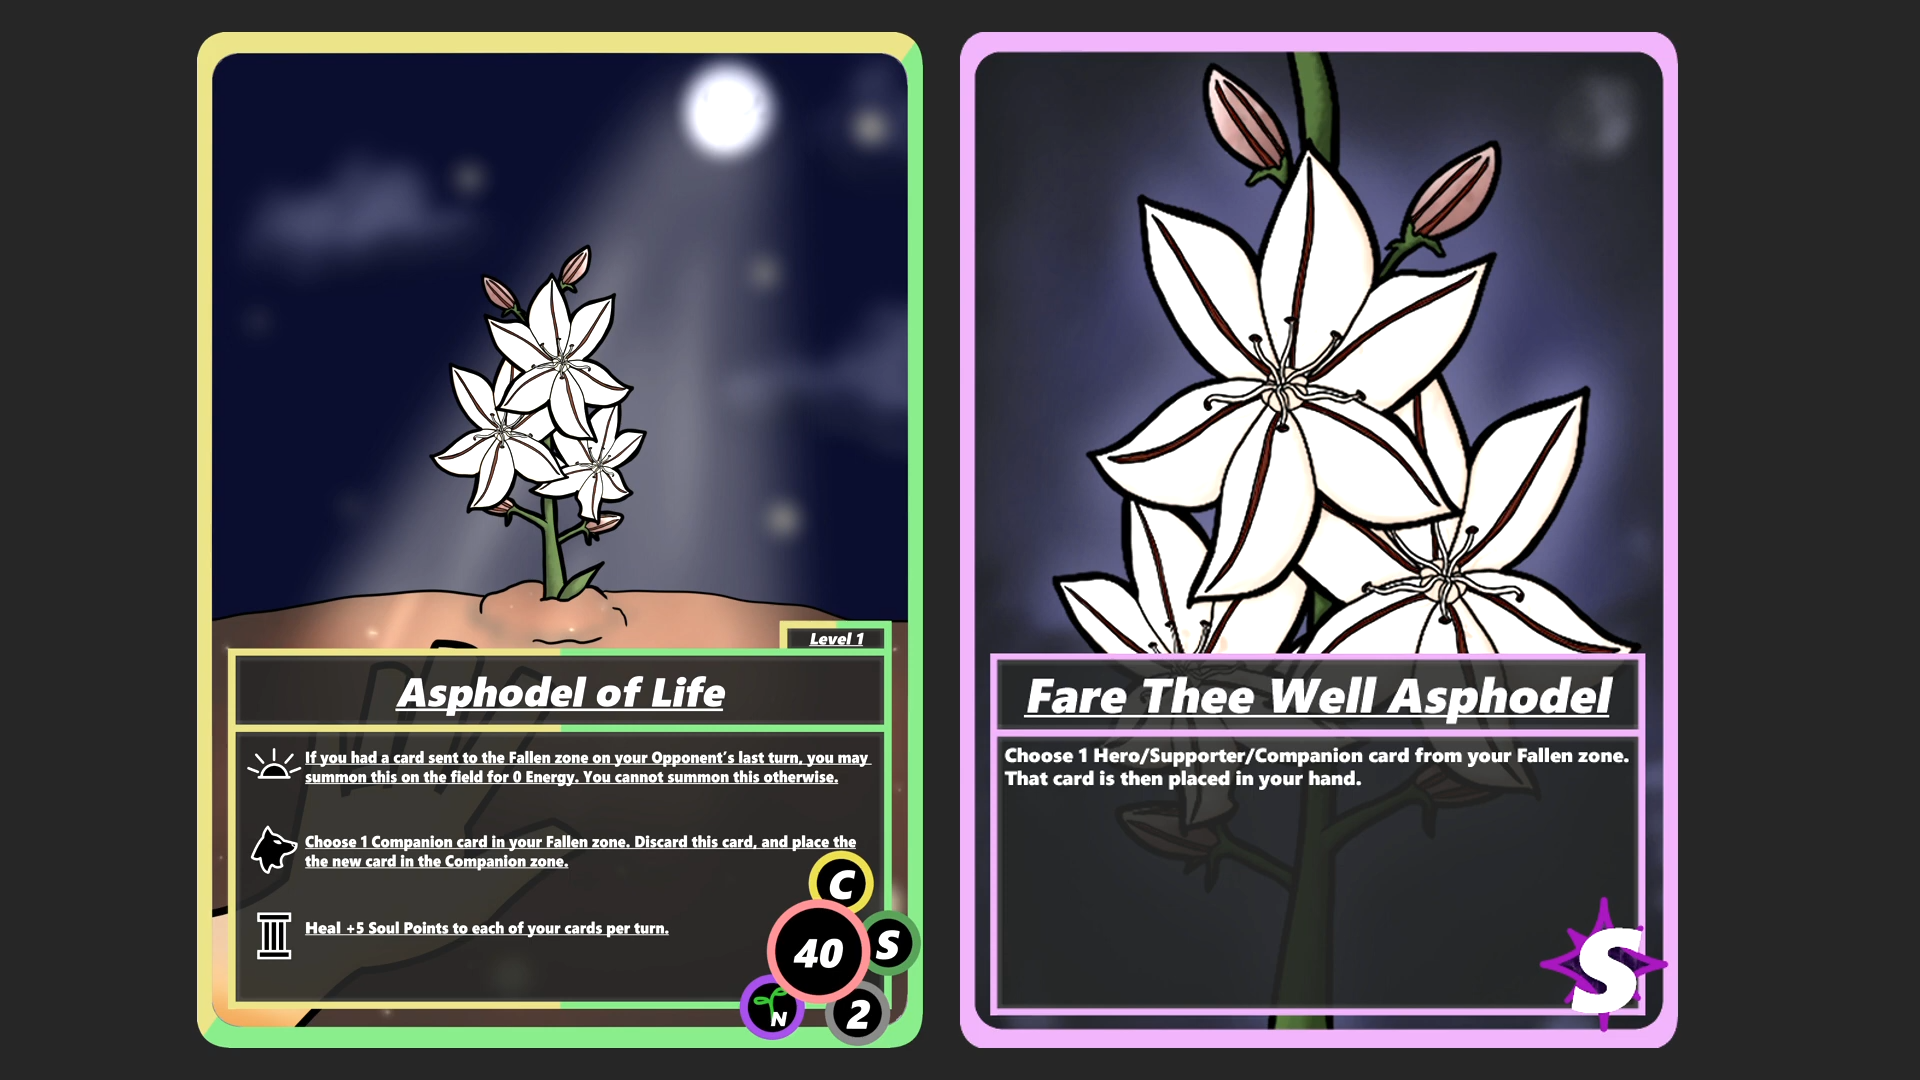 Level 1
Asphodel of Life
If you had a card sent to the Fallen zone on your Opponent's last turn, you may
summon this on the field for 0 Energy. You cannot summon this otherwise.
Choose 1 Companion card in your Fallen zone. Discard this card, and place the
the new card in the Companion zone.
Heal +5 Soul Points to each of your cards per turn.
C
40
S
N
2
Fare Thee Well Asphodel
Choose 1 Hero/Supporter/Companion card from your Fallen zone.
That card is then placed in your hand.
S